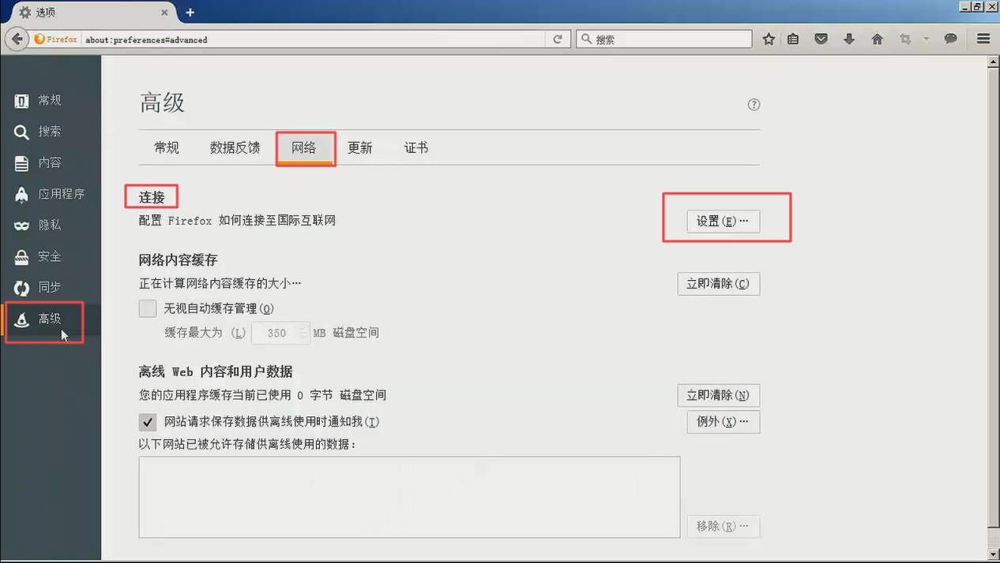 选项
Firefox about:preferences#advanced
搜索
常规
搜索
内容
应用程序
隐私
安全
同步
高级
高级
常规 数据反馈 网络 更新 证书
连接
配置 Firefox 如何连接至国际互联网
设置(E)…
网络内容缓存
正在计算网络内容缓存的大小…
立即清除(C)
无视自动缓存管理(O)
缓存最大为 (L) 350 MB 磁盘空间
离线 Web 内容和用户数据
您的应用程序缓存当前已使用 0 字节 磁盘空间
立即清除(N)
网站请求保存数据供离线使用时通知我(T)
例外(X)…
以下网站已被允许存储供离线使用的数据:
移除(R)…